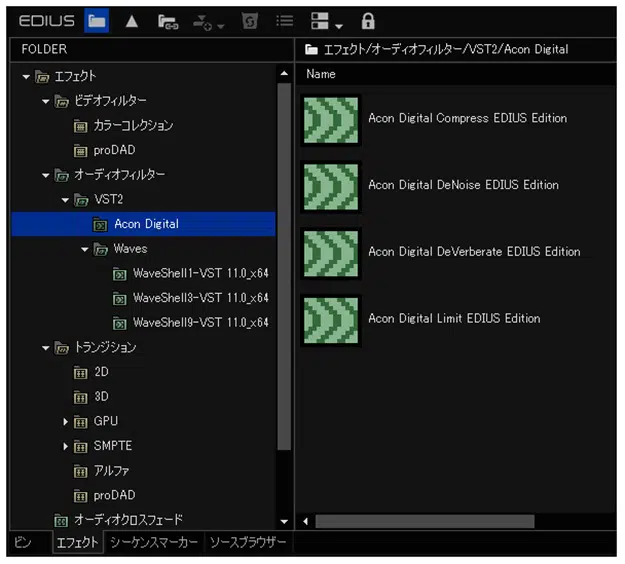 EDIUS
FOLDER
エフェクト/オーディオフィルター/VST2/Acon Digital
エフェクト
ビデオフィルター
カラーコレクション
proDAD
オーディオフィルター
VST2
Acon Digital
Waves
WaveShell1-VST 11.0_x64
WaveShell3-VST 11.0_x64
WaveShell9-VST 11.0_x64
トランジション
2D
3D
GPU
SMPTE
アルファ
proDAD
オーディオクロスフェード
Name
Acon Digital Compress EDIUS Edition
Acon Digital DeNoise EDIUS Edition
Acon Digital DeVerberate EDIUS Edition
Acon Digital Limit EDIUS Edition
ビン エフェクト シーケンスマーカー ソースブラウザー